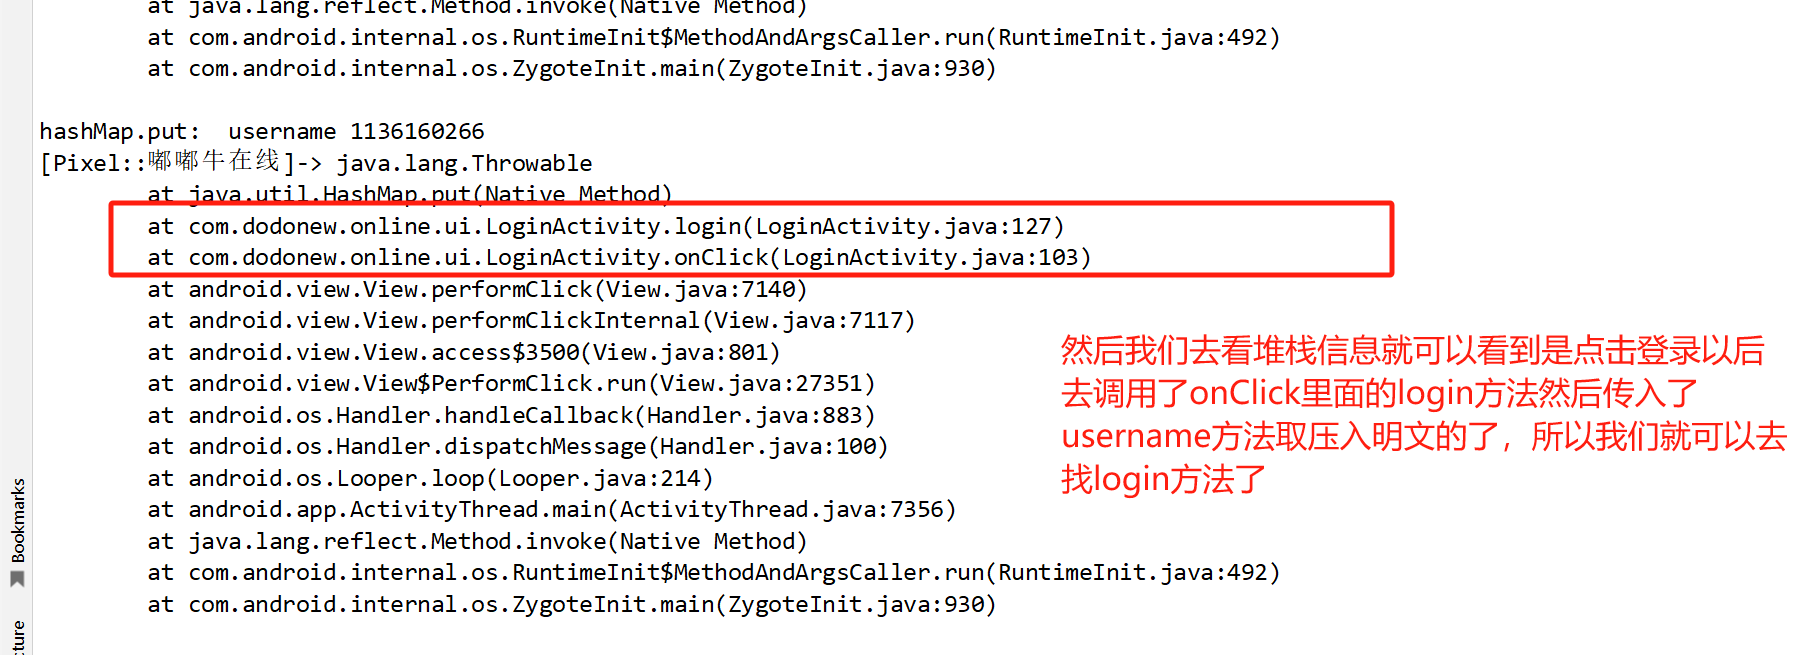 at java.lang.reflect.Method.invoke(Native Method)
at com.android.internal.os.RuntimeInit$MethodAndArgsCaller.run(RuntimeInit.java:492)
at com.android.internal.os.ZygoteInit.main(ZygoteInit.java:930)
hashMap.put:  username 1136160266
[Pixel::嘟嘟牛在线]-> java.lang.Throwable
at java.util.HashMap.put(Native Method)
at com.dodonew.online.ui.LoginActivity.login(LoginActivity.java:127)
at com.dodonew.online.ui.LoginActivity.onClick(LoginActivity.java:103)
at android.view.View.performClick(View.java:7140)
at android.view.View.performClickInternal(View.java:7117)
at android.view.View.access$3500(View.java:801)
at android.view.View$PerformClick.run(View.java:27351)
at android.os.Handler.handleCallback(Handler.java:883)
at android.os.Handler.dispatchMessage(Handler.java:100)
at android.os.Looper.loop(Looper.java:214)
at android.app.ActivityThread.main(ActivityThread.java:7356)
at java.lang.reflect.Method.invoke(Native Method)
at com.android.internal.os.RuntimeInit$MethodAndArgsCaller.run(RuntimeInit.java:492)
at com.android.internal.os.ZygoteInit.main(ZygoteInit.java:930)
然后我们去看堆栈信息就可以看到是点击登录以后
去调用了onClick里面的login方法然后传入了
username方法取压入明文的了，所以我们就可以去
找login方法了
Bookmarks
cture